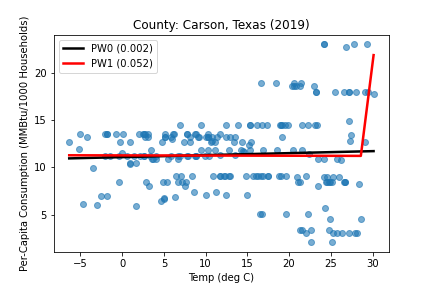 County: Carson, Texas (2019)
PW0 (0.002)
PW1 (0.052)
Per-Capita Consumption (MMBtu/1000 Households)
20
15
10
5
−5 0 5 10 15 20 25 30
Temp (deg C)